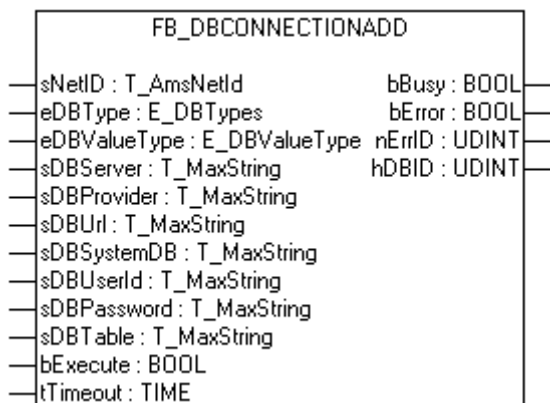 FB_DBCONNECTIONADD
sNetID : T_AmsNetId bBusy : BOOL
eDBType : E_DBTypes bError : BOOL
eDBValueType : E_DBValueType nErrID : UDINT
sDBServer : T_MaxString hDBID : UDINT
sDBProvider : T_MaxString
sDBUrl : T_MaxString
sDBSystemDB : T_MaxString
sDBUserId : T_MaxString
sDBPassword : T_MaxString
sDBTable : T_MaxString
bExecute : BOOL
tTimeout : TIME